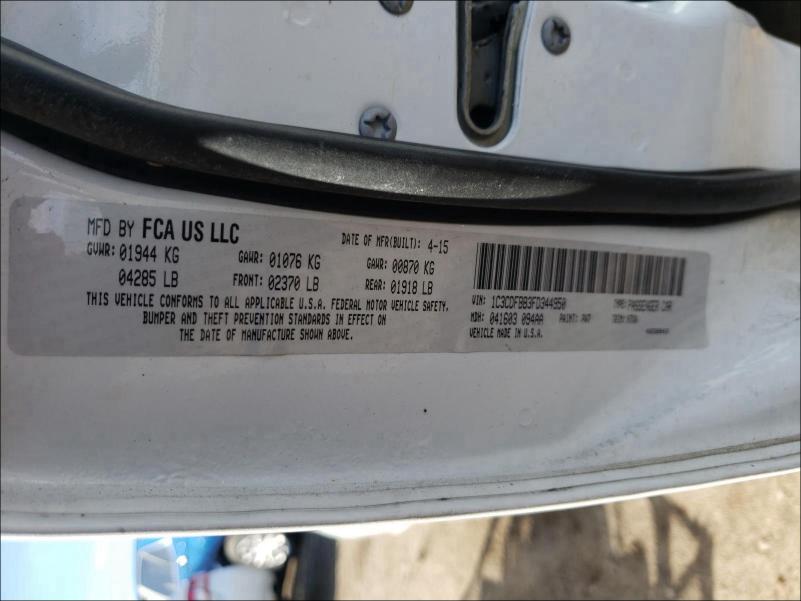 MFD BY FCA US LLC
DATE OF MFR(BUILT): 4-15
GVWR: 01944 KG
GAWR: 01076 KG
GAWR: 00870 KG
04285 LB
FRONT: 02370 LB
REAR: 01918 LB
THIS VEHICLE CONFORMS TO ALL APPLICABLE U.S.A. FEDERAL MOTOR VEHICLE SAFETY,
BUMPER AND THEFT PREVENTION STANDARDS IN EFFECT ON
THE DATE OF MANUFACTURE SHOWN ABOVE.
VIN: 1C3CDFBB3FD344950
TYPE: PASSENGER CAR
MDH: 041603 094AA
PAINT: PW7
TRIM:
VEHICLE MADE IN U.S.A.